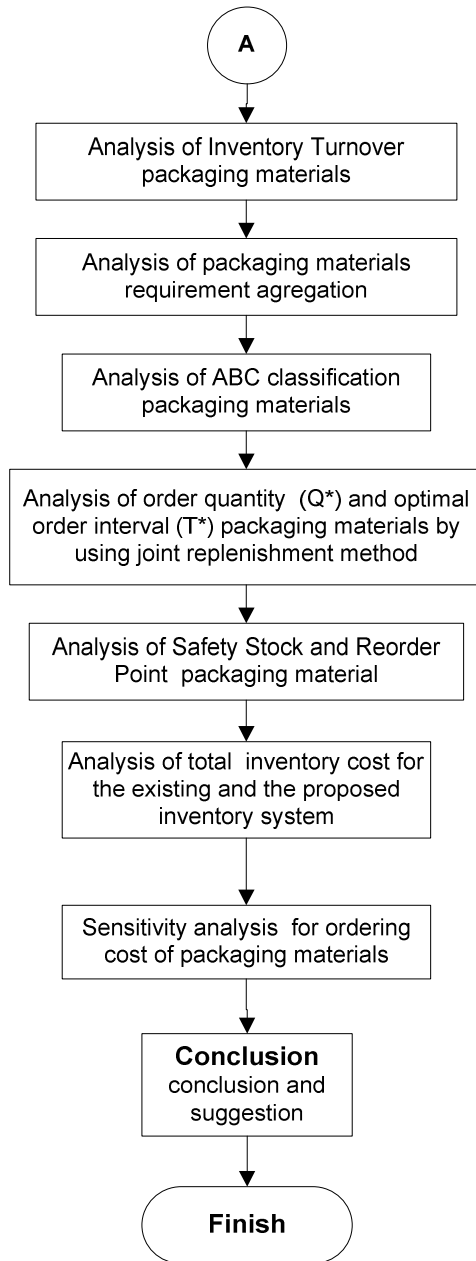 A
Analysis of Inventory Turnover
packaging materials
Analysis of packaging materials
requirement agregation
Analysis of ABC classification
packaging materials
Analysis of order quantity (Q*) and optimal
order interval (T*) packaging materials by
using joint replenishment method
Analysis of Safety Stock and Reorder
Point packaging material
Analysis of total inventory cost for
the existing and the proposed
inventory system
Sensitivity analysis for ordering
cost of packaging materials
Conclusion
conclusion and
suggestion
Finish